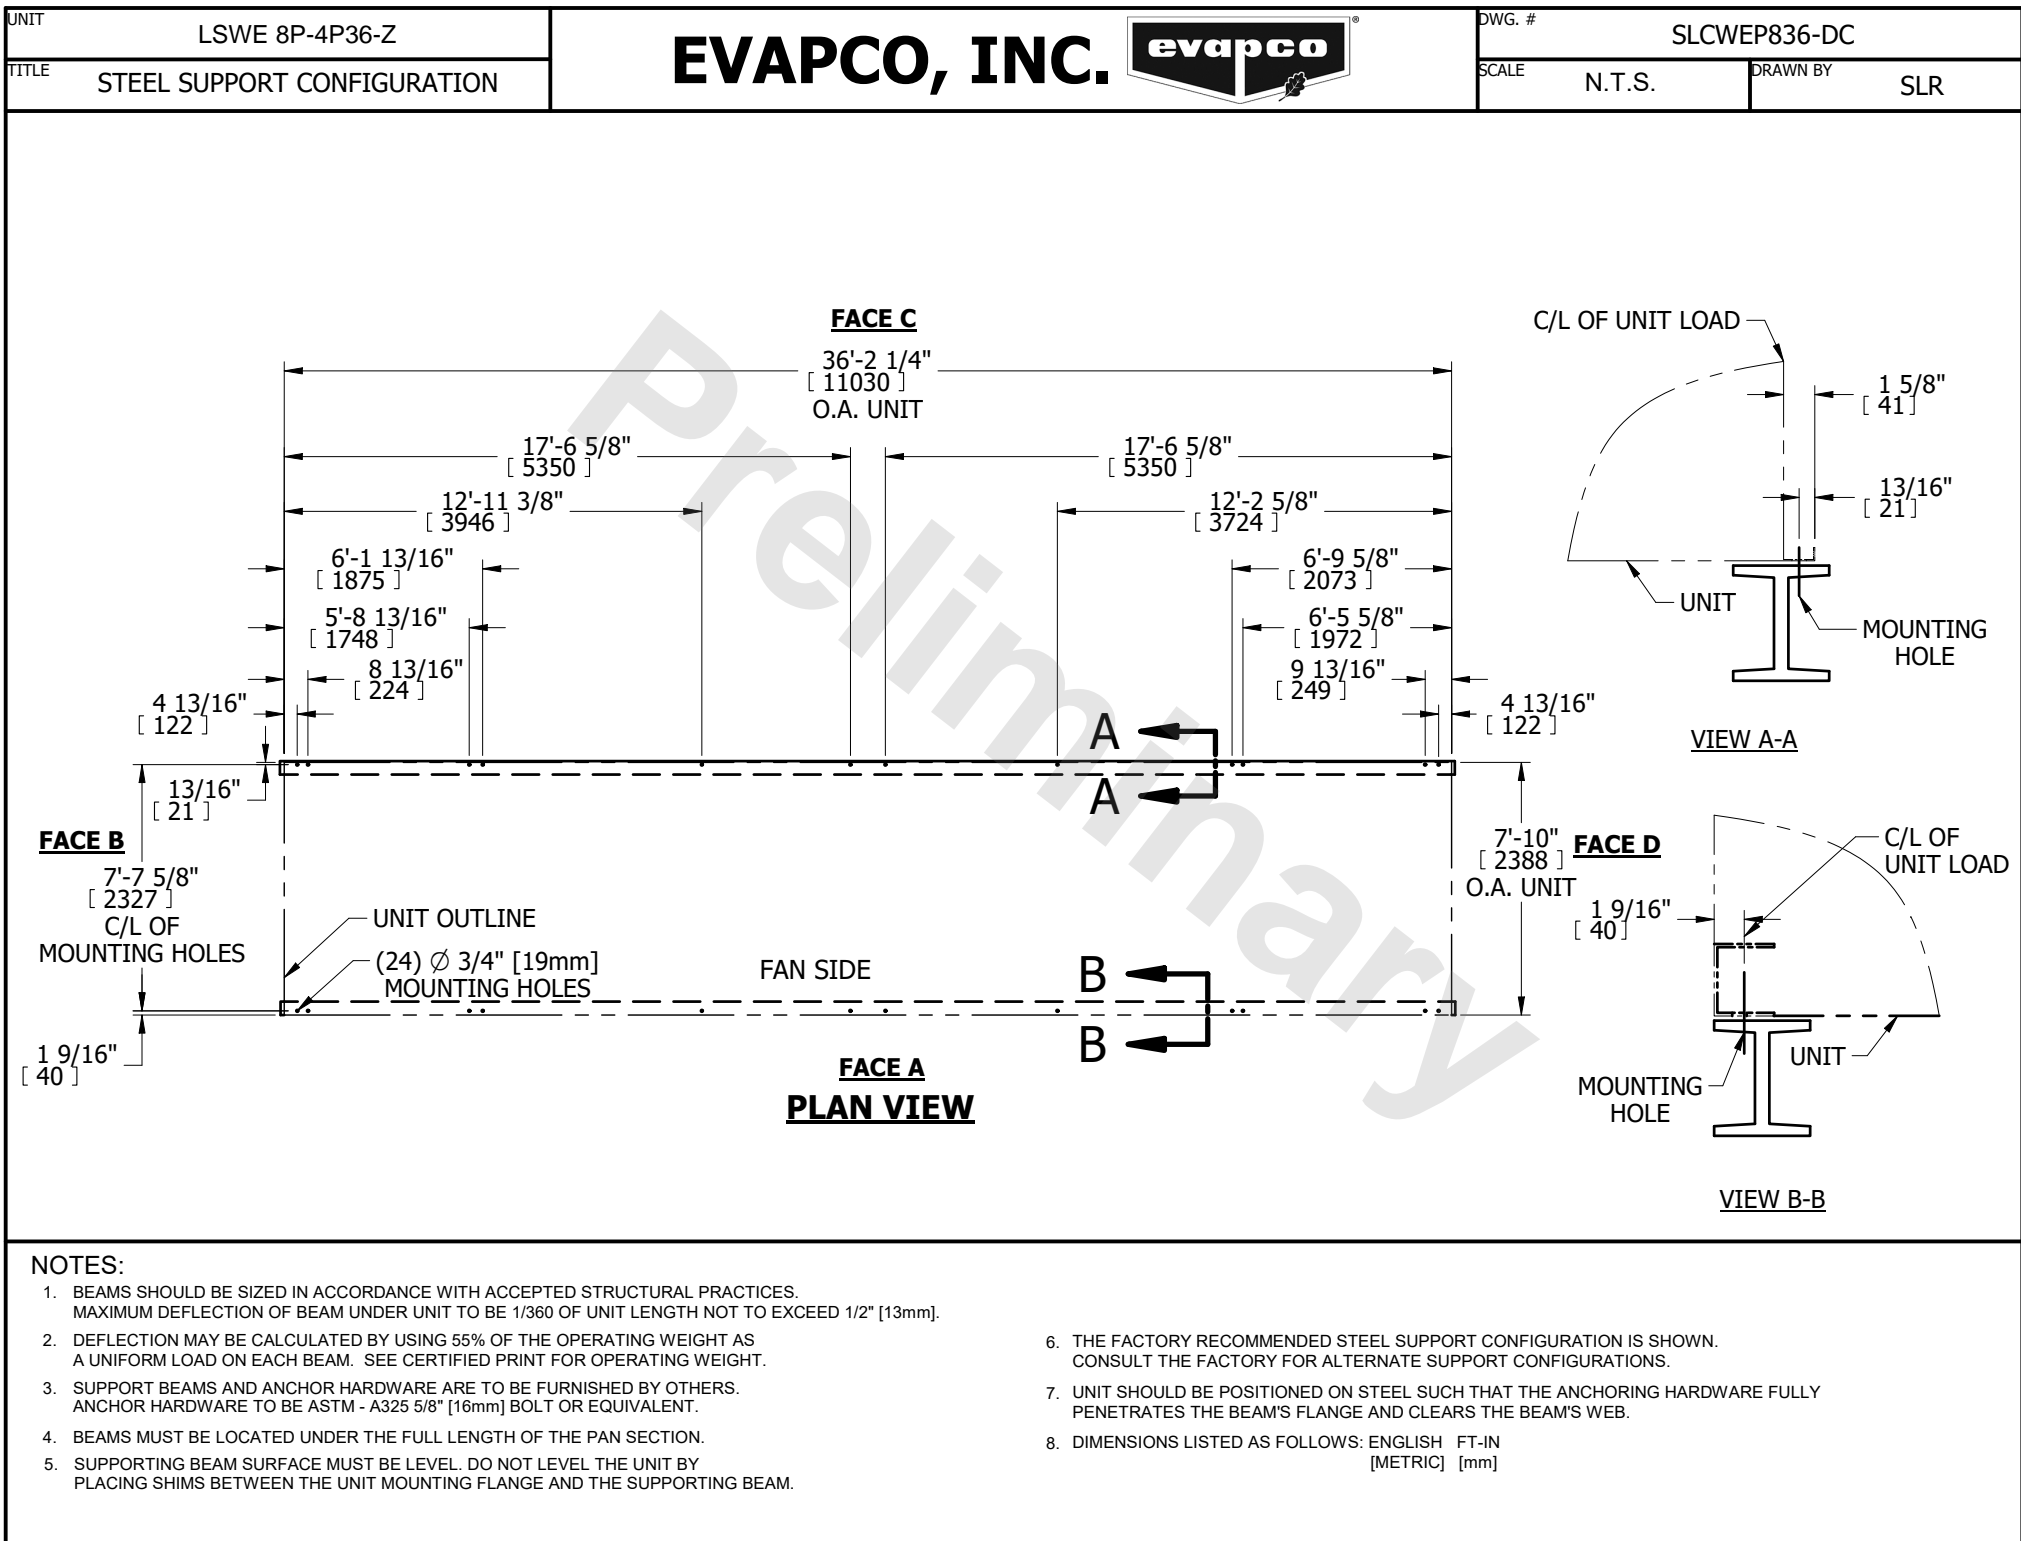 UNIT
LSWE 8P-4P36-Z
TITLE
STEEL SUPPORT CONFIGURATION
EVAPCO, INC.
evapco
®
DWG. #
SLCWEP836-DC
SCALE
N.T.S.
DRAWN BY
SLR
FACE C
36'-2 1/4"
[ 11030 ]
O.A. UNIT
17'-6 5/8"
[ 5350 ]
17'-6 5/8"
[ 5350 ]
12'-11 3/8"
[ 3946 ]
12'-2 5/8"
[ 3724 ]
6'-1 13/16"
[ 1875 ]
6'-9 5/8"
[ 2073 ]
5'-8 13/16"
[ 1748 ]
6'-5 5/8"
[ 1972 ]
8 13/16"
[ 224 ]
9 13/16"
[ 249 ]
4 13/16"
[ 122 ]
4 13/16"
[ 122 ]
A
A
13/16"
[ 21 ]
FACE B
7'-7 5/8"
[ 2327 ]
C/L OF
MOUNTING HOLES
7'-10"
[ 2388 ]
O.A. UNIT
FACE D
UNIT OUTLINE
(24) Ø 3/4" [19mm]
MOUNTING HOLES
FAN SIDE
B
B
1 9/16"
[ 40 ]
FACE A
PLAN VIEW
Preliminary
C/L OF UNIT LOAD
1 5/8"
[ 41 ]
13/16"
[ 21 ]
UNIT
MOUNTING
HOLE
VIEW A-A
C/L OF
UNIT LOAD
1 9/16"
[ 40 ]
UNIT
MOUNTING
HOLE
VIEW B-B
NOTES:
1. BEAMS SHOULD BE SIZED IN ACCORDANCE WITH ACCEPTED STRUCTURAL PRACTICES.
MAXIMUM DEFLECTION OF BEAM UNDER UNIT TO BE 1/360 OF UNIT LENGTH NOT TO EXCEED 1/2" [13mm].
2. DEFLECTION MAY BE CALCULATED BY USING 55% OF THE OPERATING WEIGHT AS
A UNIFORM LOAD ON EACH BEAM. SEE CERTIFIED PRINT FOR OPERATING WEIGHT.
3. SUPPORT BEAMS AND ANCHOR HARDWARE ARE TO BE FURNISHED BY OTHERS.
ANCHOR HARDWARE TO BE ASTM - A325 5/8" [16mm] BOLT OR EQUIVALENT.
4. BEAMS MUST BE LOCATED UNDER THE FULL LENGTH OF THE PAN SECTION.
5. SUPPORTING BEAM SURFACE MUST BE LEVEL. DO NOT LEVEL THE UNIT BY
PLACING SHIMS BETWEEN THE UNIT MOUNTING FLANGE AND THE SUPPORTING BEAM.
6. THE FACTORY RECOMMENDED STEEL SUPPORT CONFIGURATION IS SHOWN.
CONSULT THE FACTORY FOR ALTERNATE SUPPORT CONFIGURATIONS.
7. UNIT SHOULD BE POSITIONED ON STEEL SUCH THAT THE ANCHORING HARDWARE FULLY
PENETRATES THE BEAM'S FLANGE AND CLEARS THE BEAM'S WEB.
8. DIMENSIONS LISTED AS FOLLOWS: ENGLISH FT-IN
[METRIC] [mm]